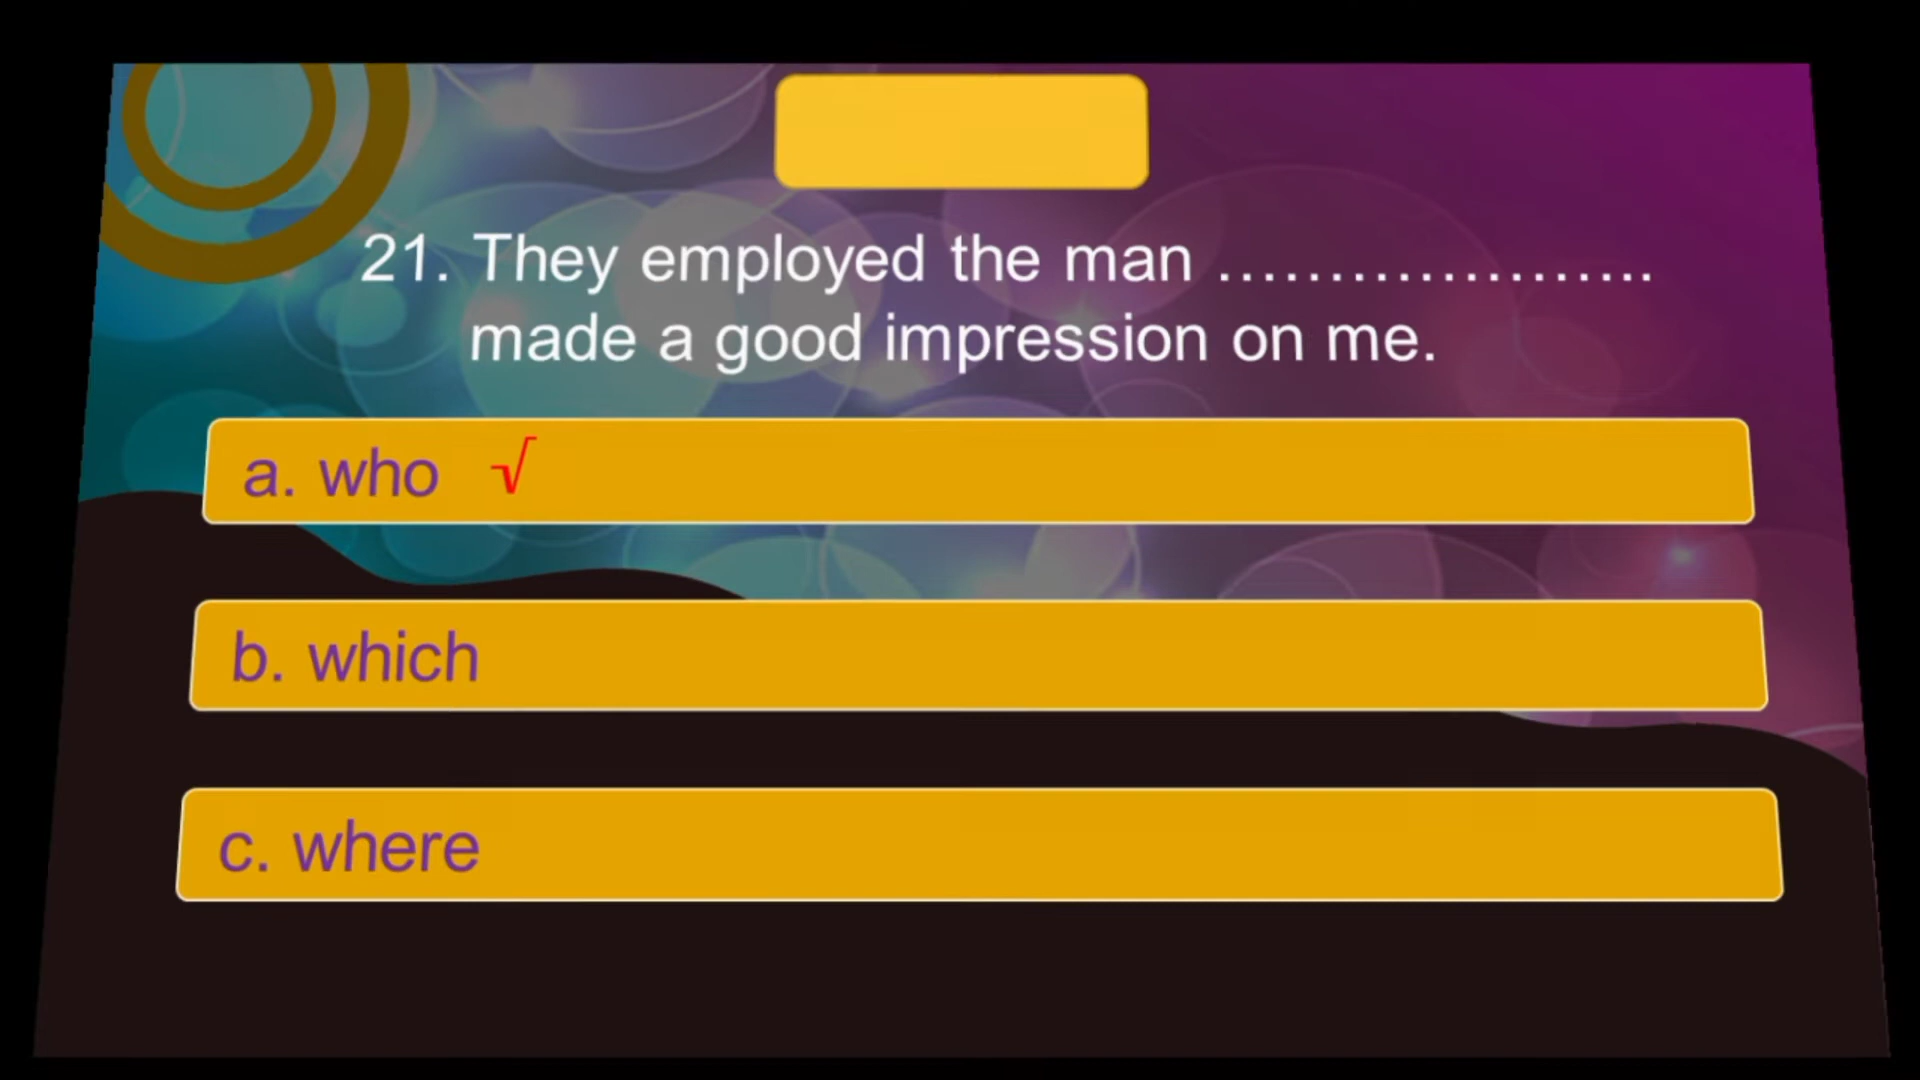 21. They employed the man ....................
made a good impression on me.
a. who √
b. which
c. where